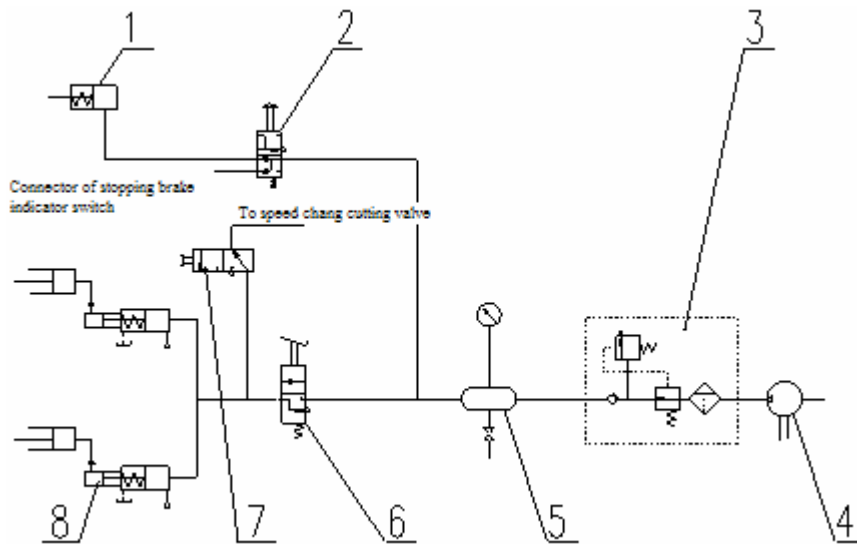 1
2
3
Connector of stopping brake
indicator switch
To speed chang cutting valve
8
7
6
5
4